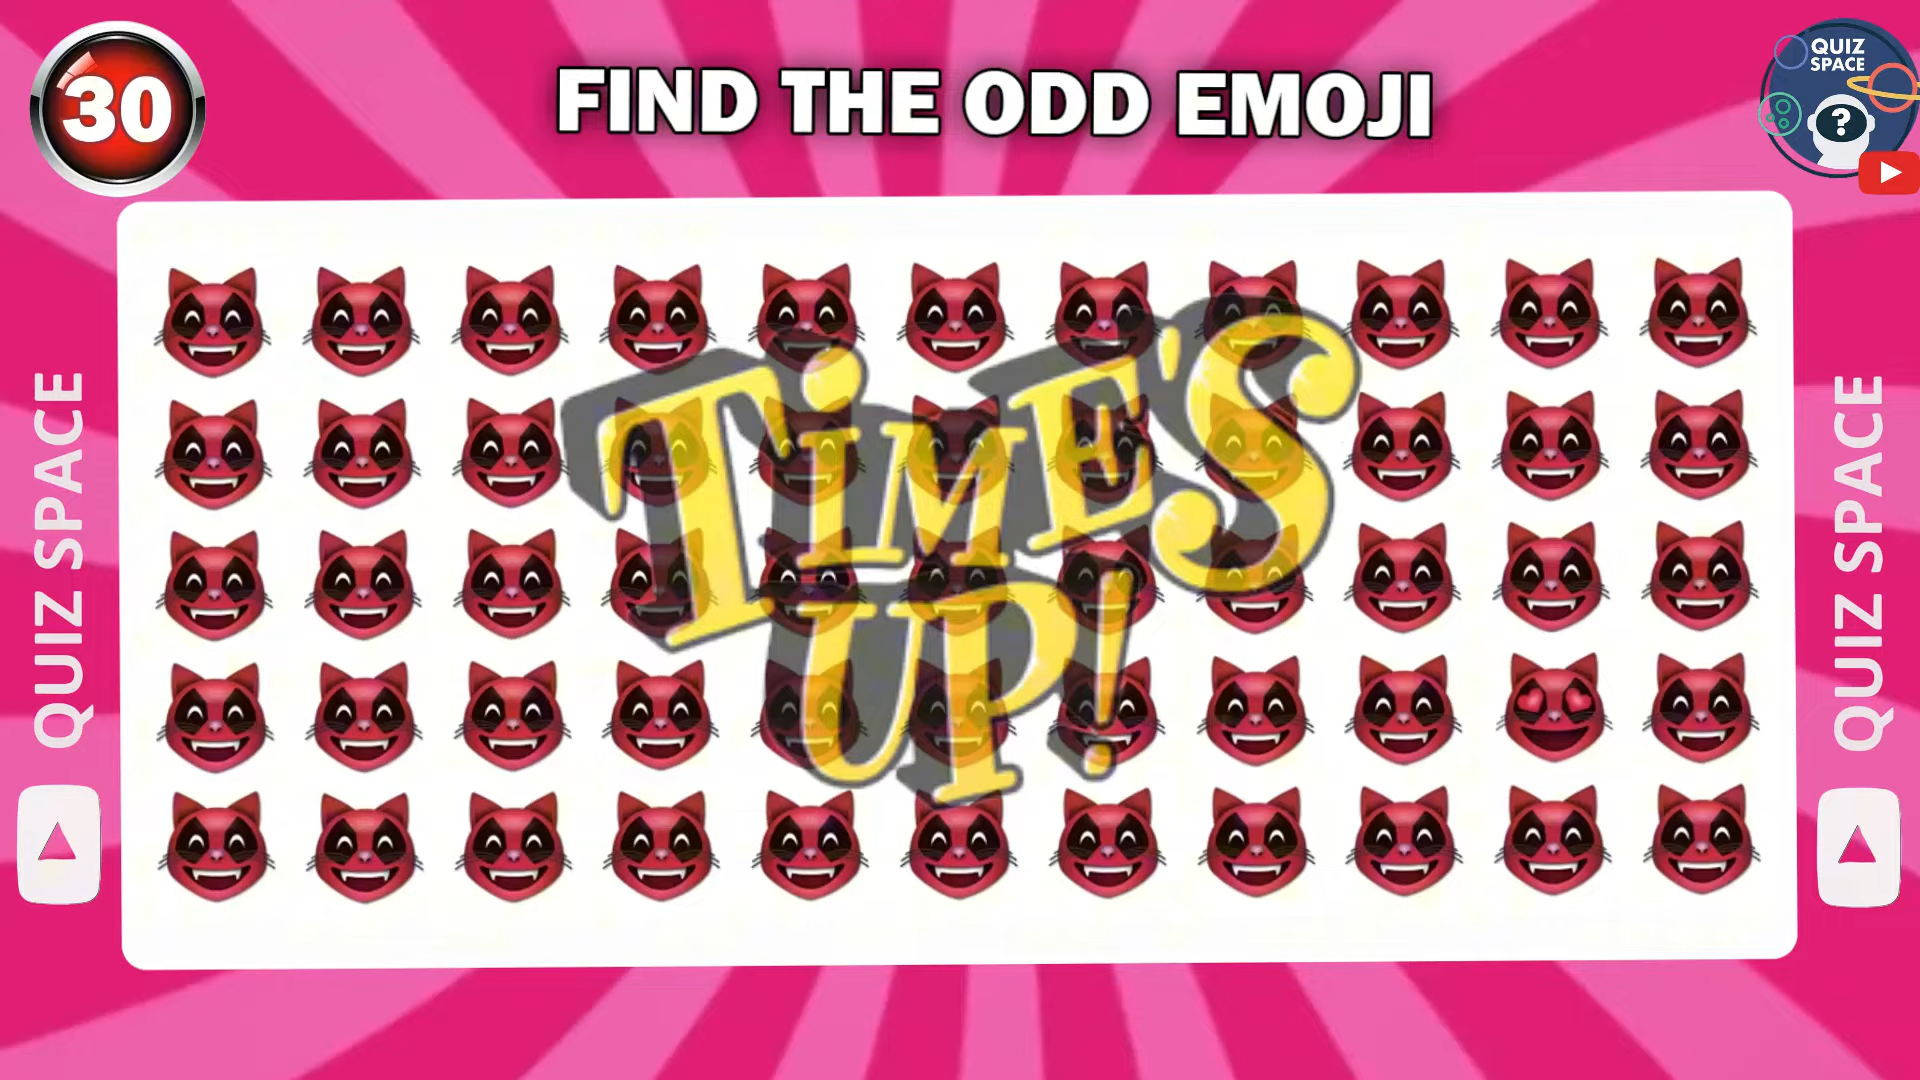 30
FIND THE ODD EMOJI
QUIZ
SPACE
?
QUIZ SPACE
TIME'S
UP!
QUIZ SPACE